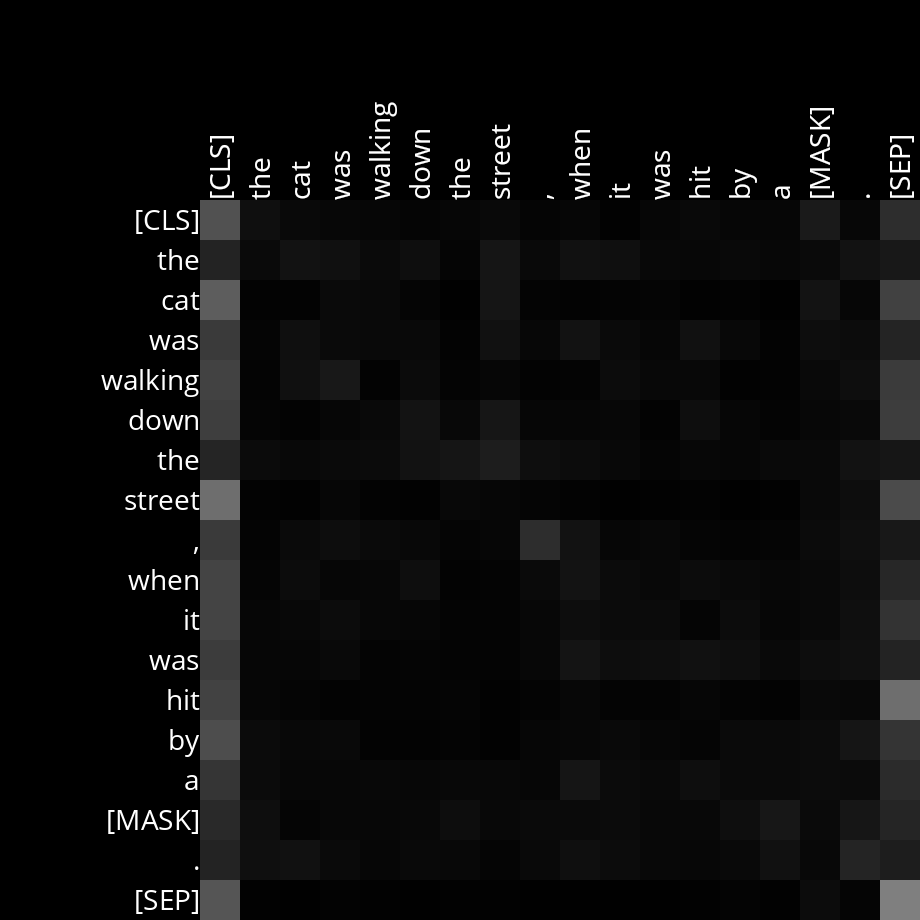 [CLS] the cat was walking down the street , when it was hit by a [MASK] . [SEP]
[CLS]
the
cat
was
walking
down
the
street
,
when
it
was
hit
by
a
[MASK]
.
[SEP]